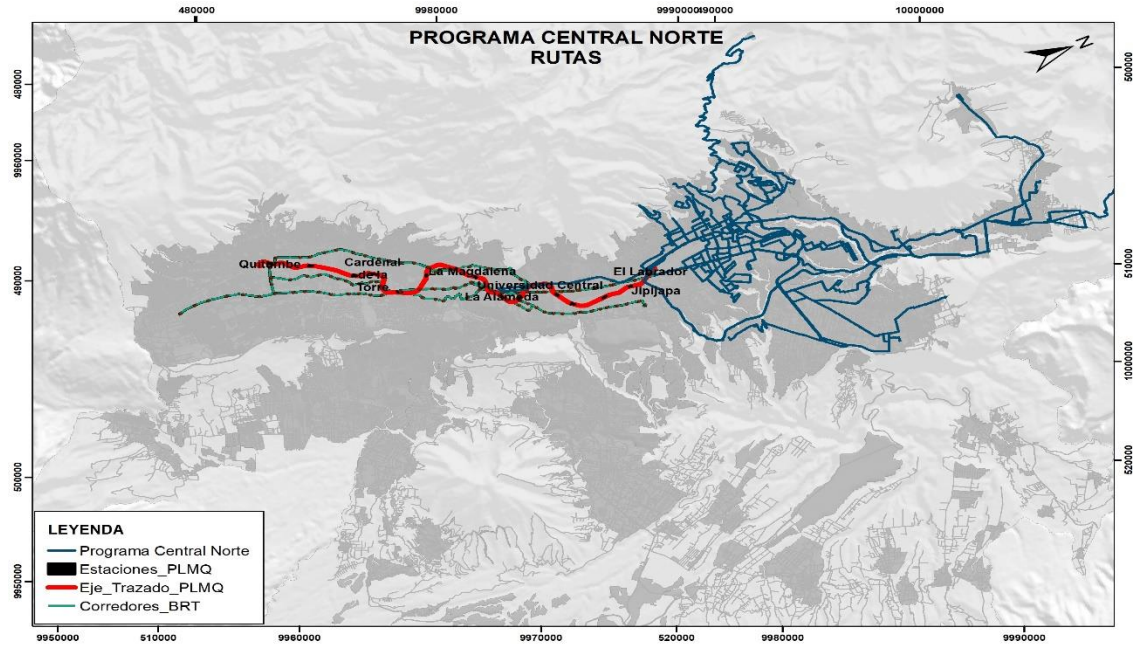 480000
9980000
9990000
490000
10000000
PROGRAMA CENTRAL NORTE
RUTAS
N
480000
9960000
500000
510000
10000000
520000
500000
9950000
Quitumbe
Cardenal
de la
Torre
La Magdalena
Universidad Central
La Alameda
El Labrador
Jipijapa
LEYENDA
Programa Central Norte
Estaciones_PLMQ
Eje_Trazado_PLMQ
Corredores_BRT
9950000
510000
9960000
9970000
520000
9980000
9990000